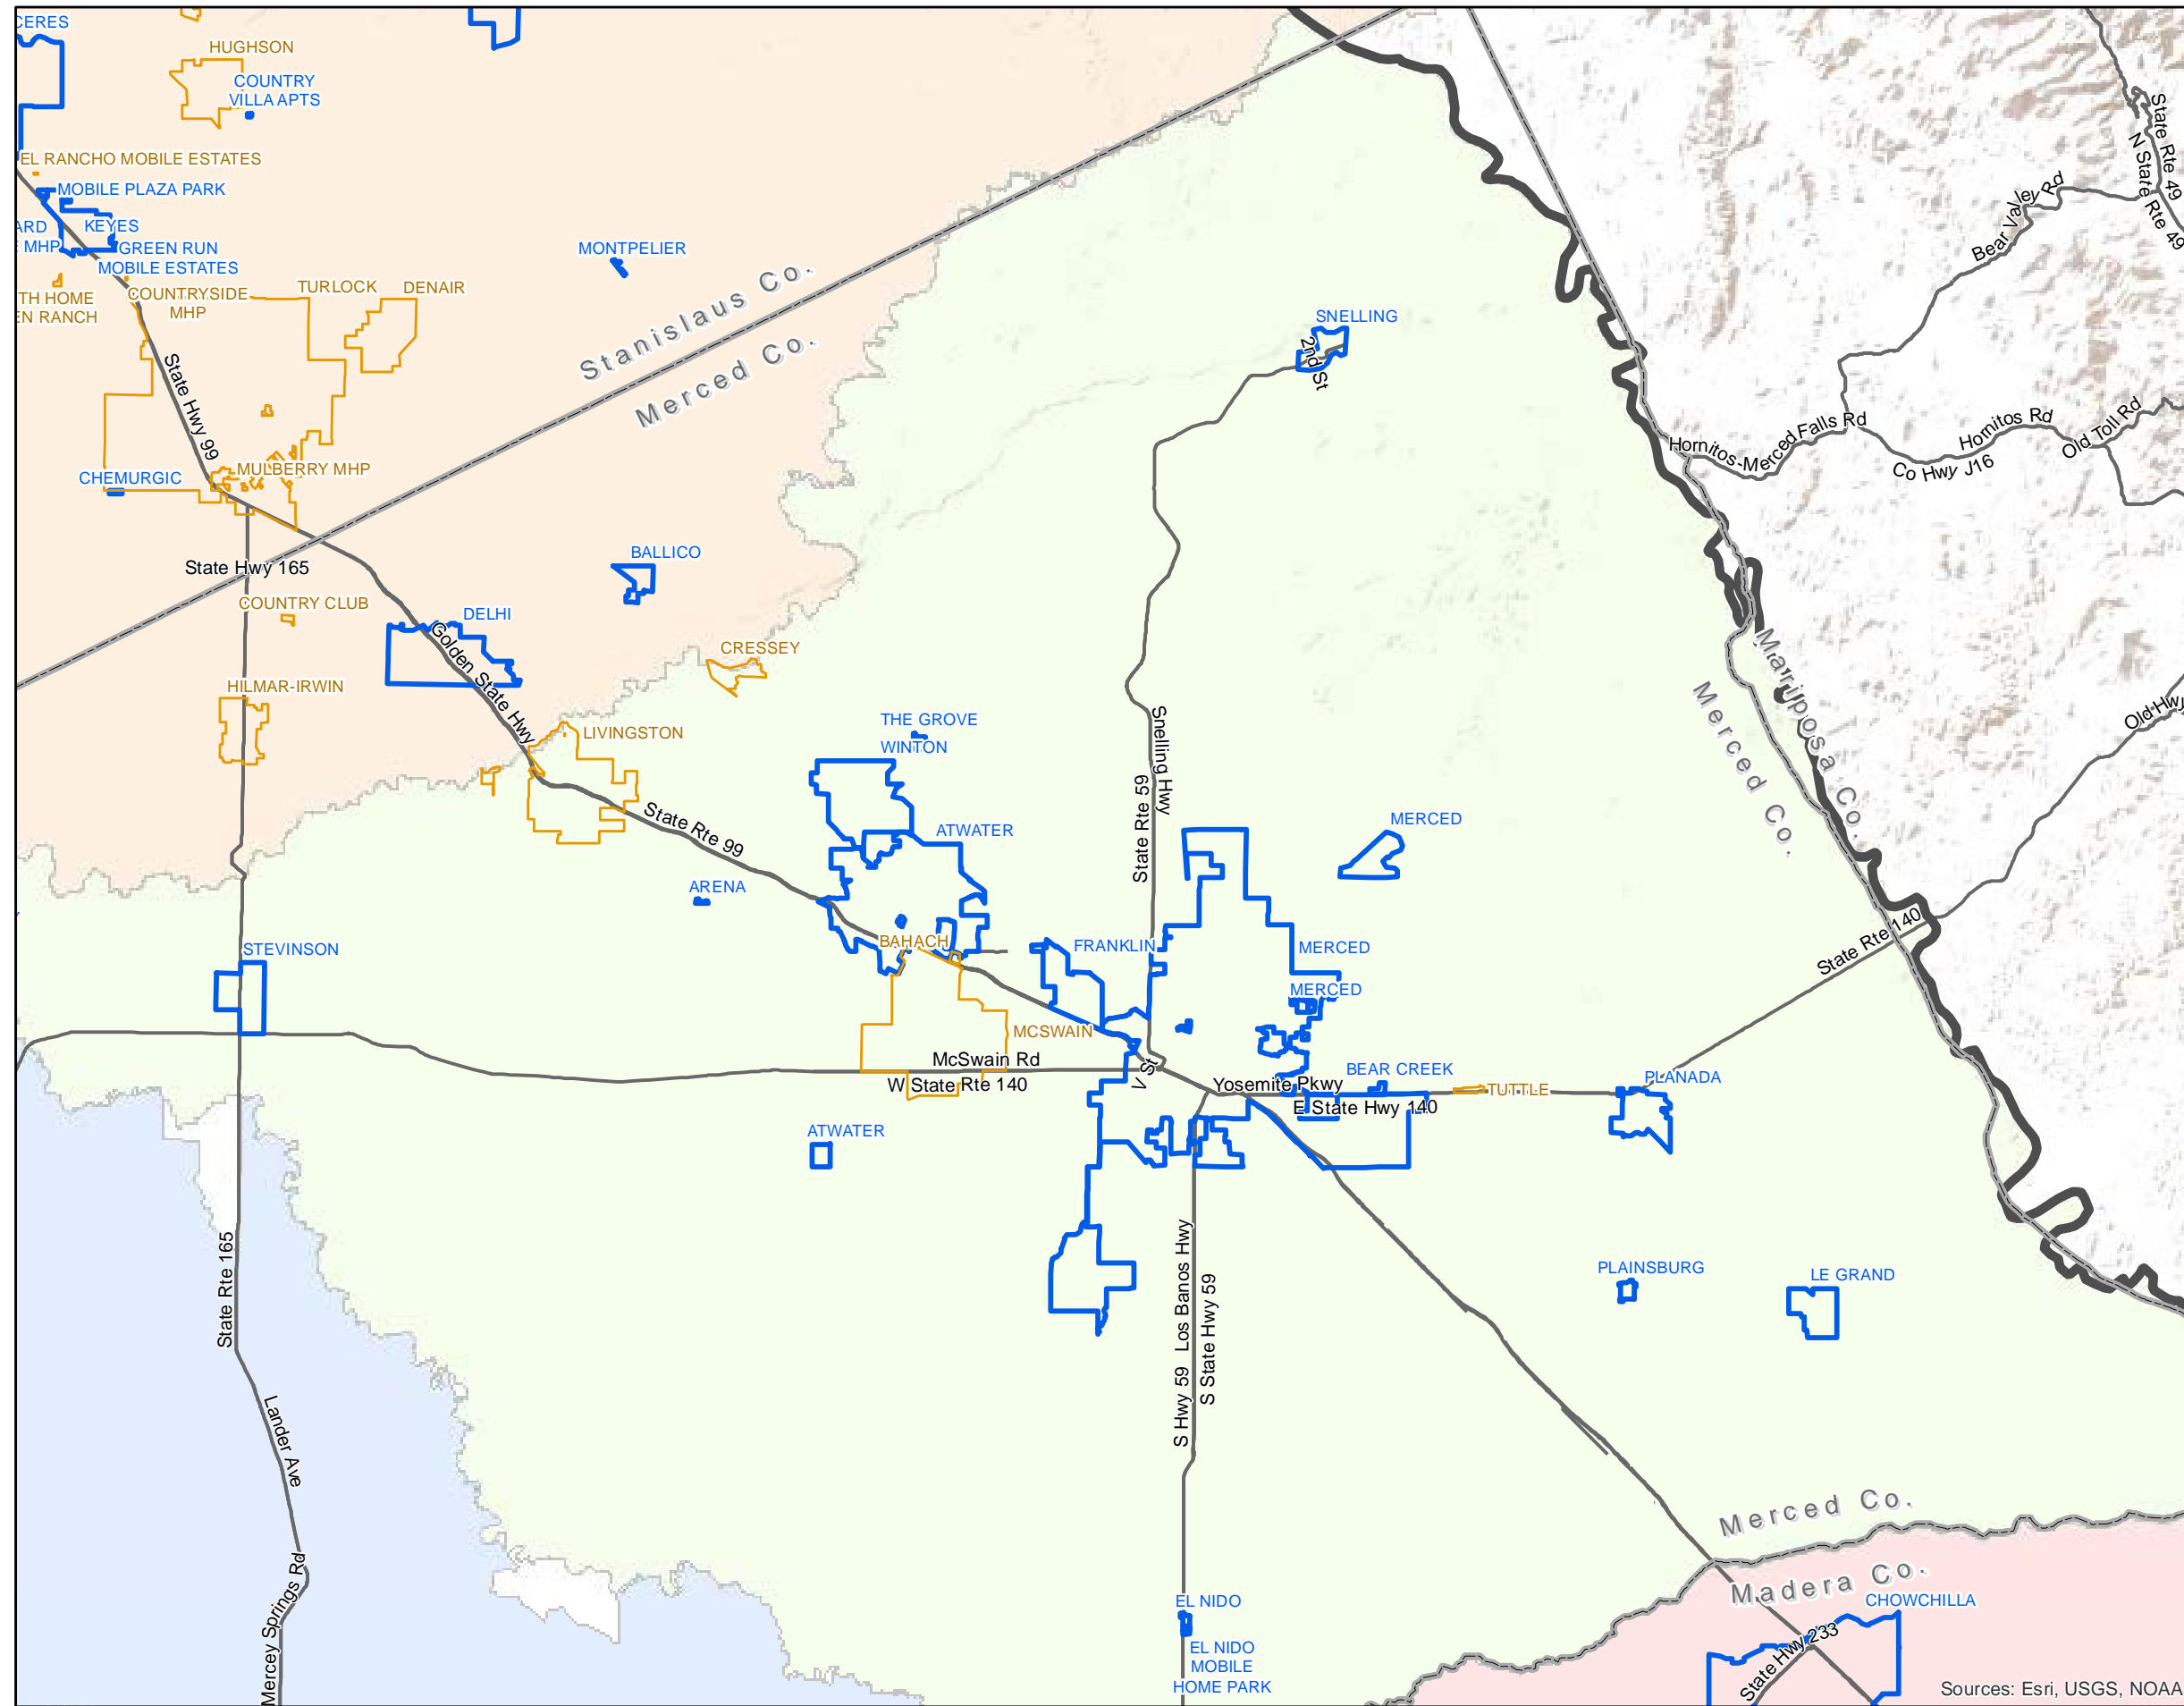 CERES
HUGHSON
COUNTRY
VILLA APTS
EL RANCHO MOBILE ESTATES
MOBILE PLAZA PARK
ARD
MHP
KEYES
GREEN RUN
MOBILE ESTATES
TH HOME
EN RANCH
COUNTRYSIDE
MHP
TURLOCK
DENAIR
MONTPELIER
Stanislaus Co.
Merced Co.
State Hwy 99
MULBERRY MHP
CHEMURGIC
State Hwy 165
COUNTRY CLUB
BALLICO
DELHI
Golden State Hwy
HILMAR-IRWIN
CRESSEY
LIVINGSTON
State Rte 99
SNELLING
2nd St
State Rte 49
N State Rte 49
Bear Valley Rd
Hornitos-Merced Falls Rd
Hornitos Rd
Co Hwy J16
Old Toll Rd
Mariposa Co.
Merced Co.
Old Hwy
THE GROVE
WINTON
ATWATER
Snelling Hwy
State Rte 59
MERCED
ARENA
STEVINSON
BAHACH
FRANKLIN
MERCED
MERCED
State Rte 140
MCSWAIN
McSwain Rd
W State Rte 140
V St
Yosemite Pkwy
BEAR CREEK
E State Hwy 140
TUTTLE
PLANADA
ATWATER
State Rte 165
S Hwy 59
Los Banos Hwy
S State Hwy 59
PLAINSBURG
LE GRAND
Lander Ave
Mercey Springs Rd
Merced Co.
Madera Co.
EL NIDO
EL NIDO
MOBILE
HOME PARK
CHOWCHILLA
State Hwy 233
Sources: Esri, USGS, NOAA